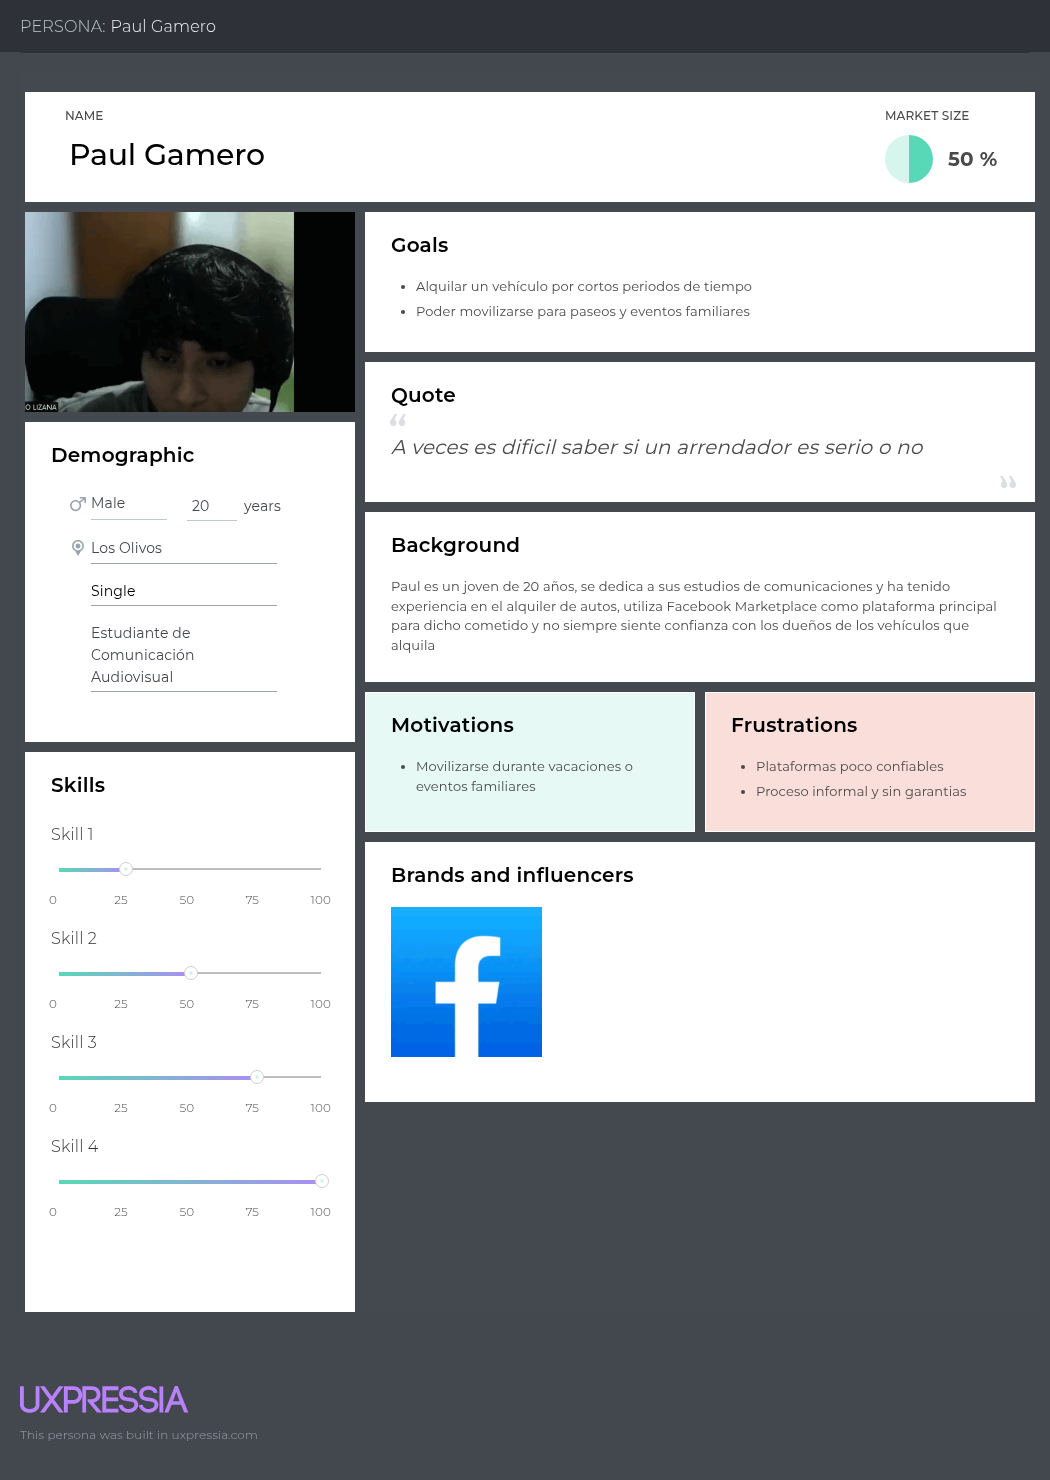 PERSONA: Paul Gamero
NAME
Paul Gamero
MARKET SIZE
50 %
O LIZANA
Demographic
Male
20 years
Los Olivos
Single
Estudiante de
Comunicación
Audiovisual
Skills
Skill 1
0 25 50 75 100
Skill 2
0 25 50 75 100
Skill 3
0 25 50 75 100
Skill 4
0 25 50 75 100
Goals
• Alquilar un vehículo por cortos periodos de tiempo
• Poder movilizarse para paseos y eventos familiares
Quote
“
A veces es dificil saber si un arrendador es serio o no
”
Background
Paul es un joven de 20 años, se dedica a sus estudios de comunicaciones y ha tenido
experiencia en el alquiler de autos, utiliza Facebook Marketplace como plataforma principal
para dicho cometido y no siempre siente confianza con los dueños de los vehículos que
alquila
Motivations
• Movilizarse durante vacaciones o
eventos familiares
Frustrations
• Plataformas poco confiables
• Proceso informal y sin garantias
Brands and influencers
f
UXPRESSIA
This persona was built in uxpressia.com